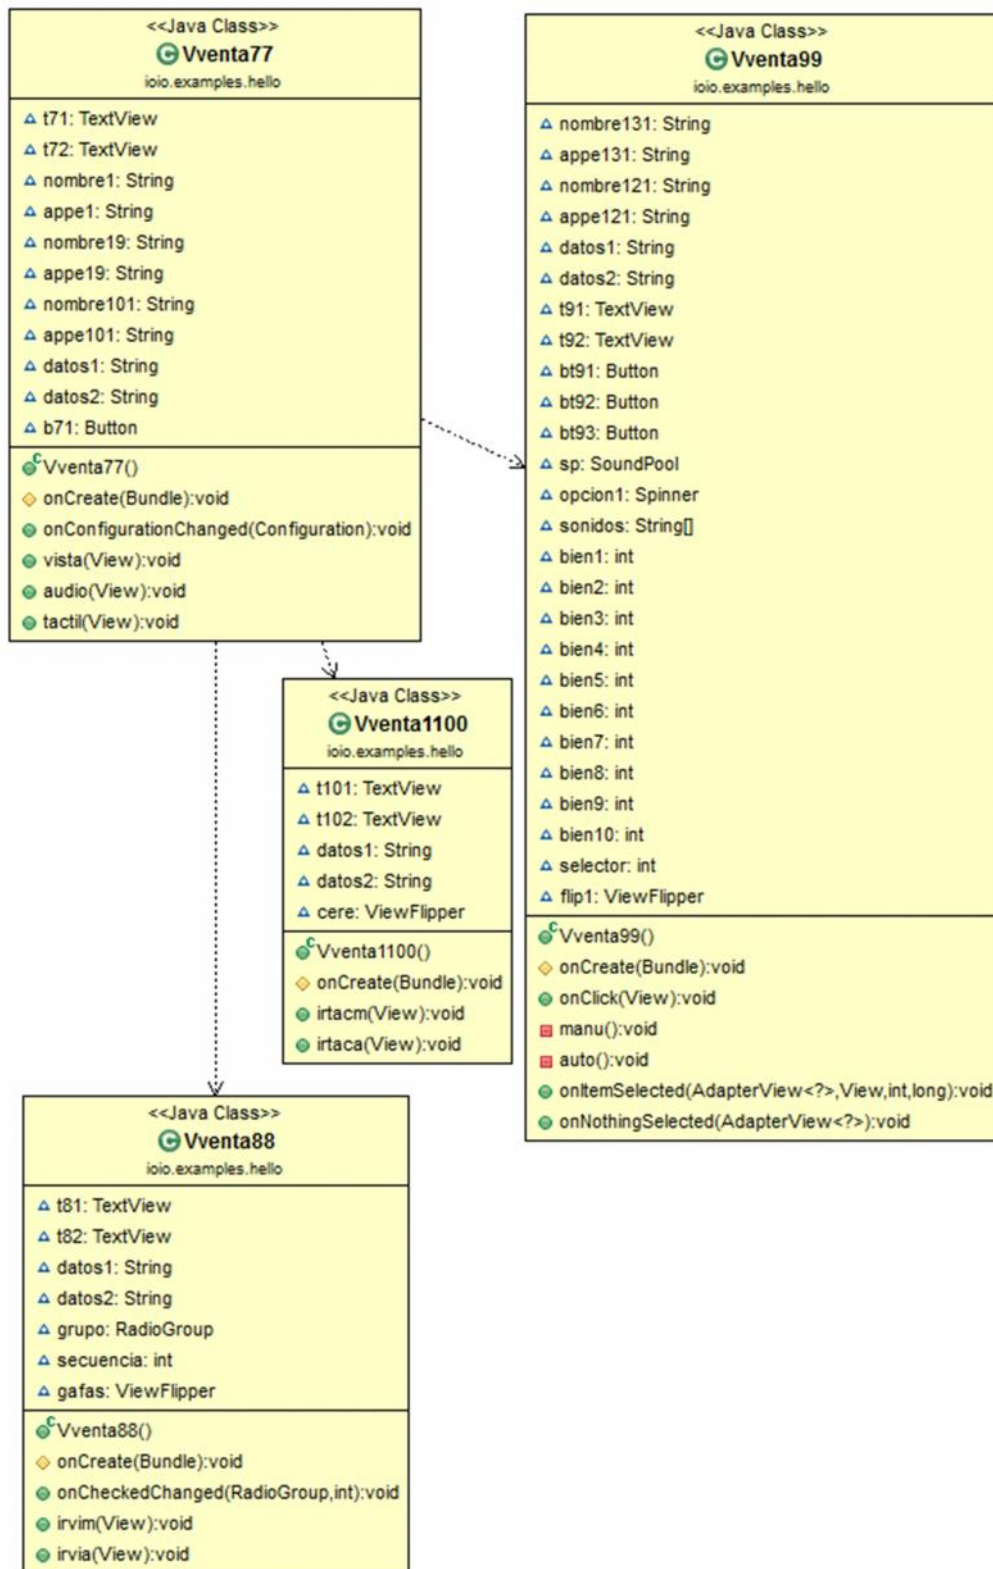 <<Java Class>>
Vventa77
ioio.examples.hello
t71: TextView
t72: TextView
nombre1: String
appe1: String
nombre19: String
appe19: String
nombre101: String
appe101: String
datos1: String
datos2: String
b71: Button
Vventa77()
onCreate(Bundle):void
onConfigurationChanged(Configuration):void
vista(View):void
audio(View):void
tactil(View):void
<<Java Class>>
Vventa99
ioio.examples.hello
nombre131: String
appe131: String
nombre121: String
appe121: String
datos1: String
datos2: String
t91: TextView
t92: TextView
bt91: Button
bt92: Button
bt93: Button
sp: SoundPool
opcion1: Spinner
sonidos: String[]
bien1: int
bien2: int
bien3: int
bien4: int
bien5: int
bien6: int
bien7: int
bien8: int
bien9: int
bien10: int
selector: int
flip1: ViewFlipper
Vventa99()
onCreate(Bundle):void
onClick(View):void
manu():void
auto():void
onItemSelected(AdapterView<?>,View,int,long):void
onNothingSelected(AdapterView<?>):void
<<Java Class>>
Vventa1100
ioio.examples.hello
t101: TextView
t102: TextView
datos1: String
datos2: String
cere: ViewFlipper
Vventa1100()
onCreate(Bundle):void
irtacm(View):void
irtaca(View):void
<<Java Class>>
Vventa88
ioio.examples.hello
t81: TextView
t82: TextView
datos1: String
datos2: String
grupo: RadioGroup
secuencia: int
gafas: ViewFlipper
Vventa88()
onCreate(Bundle):void
onCheckedChanged(RadioGroup,int):void
irvim(View):void
irvia(View):void